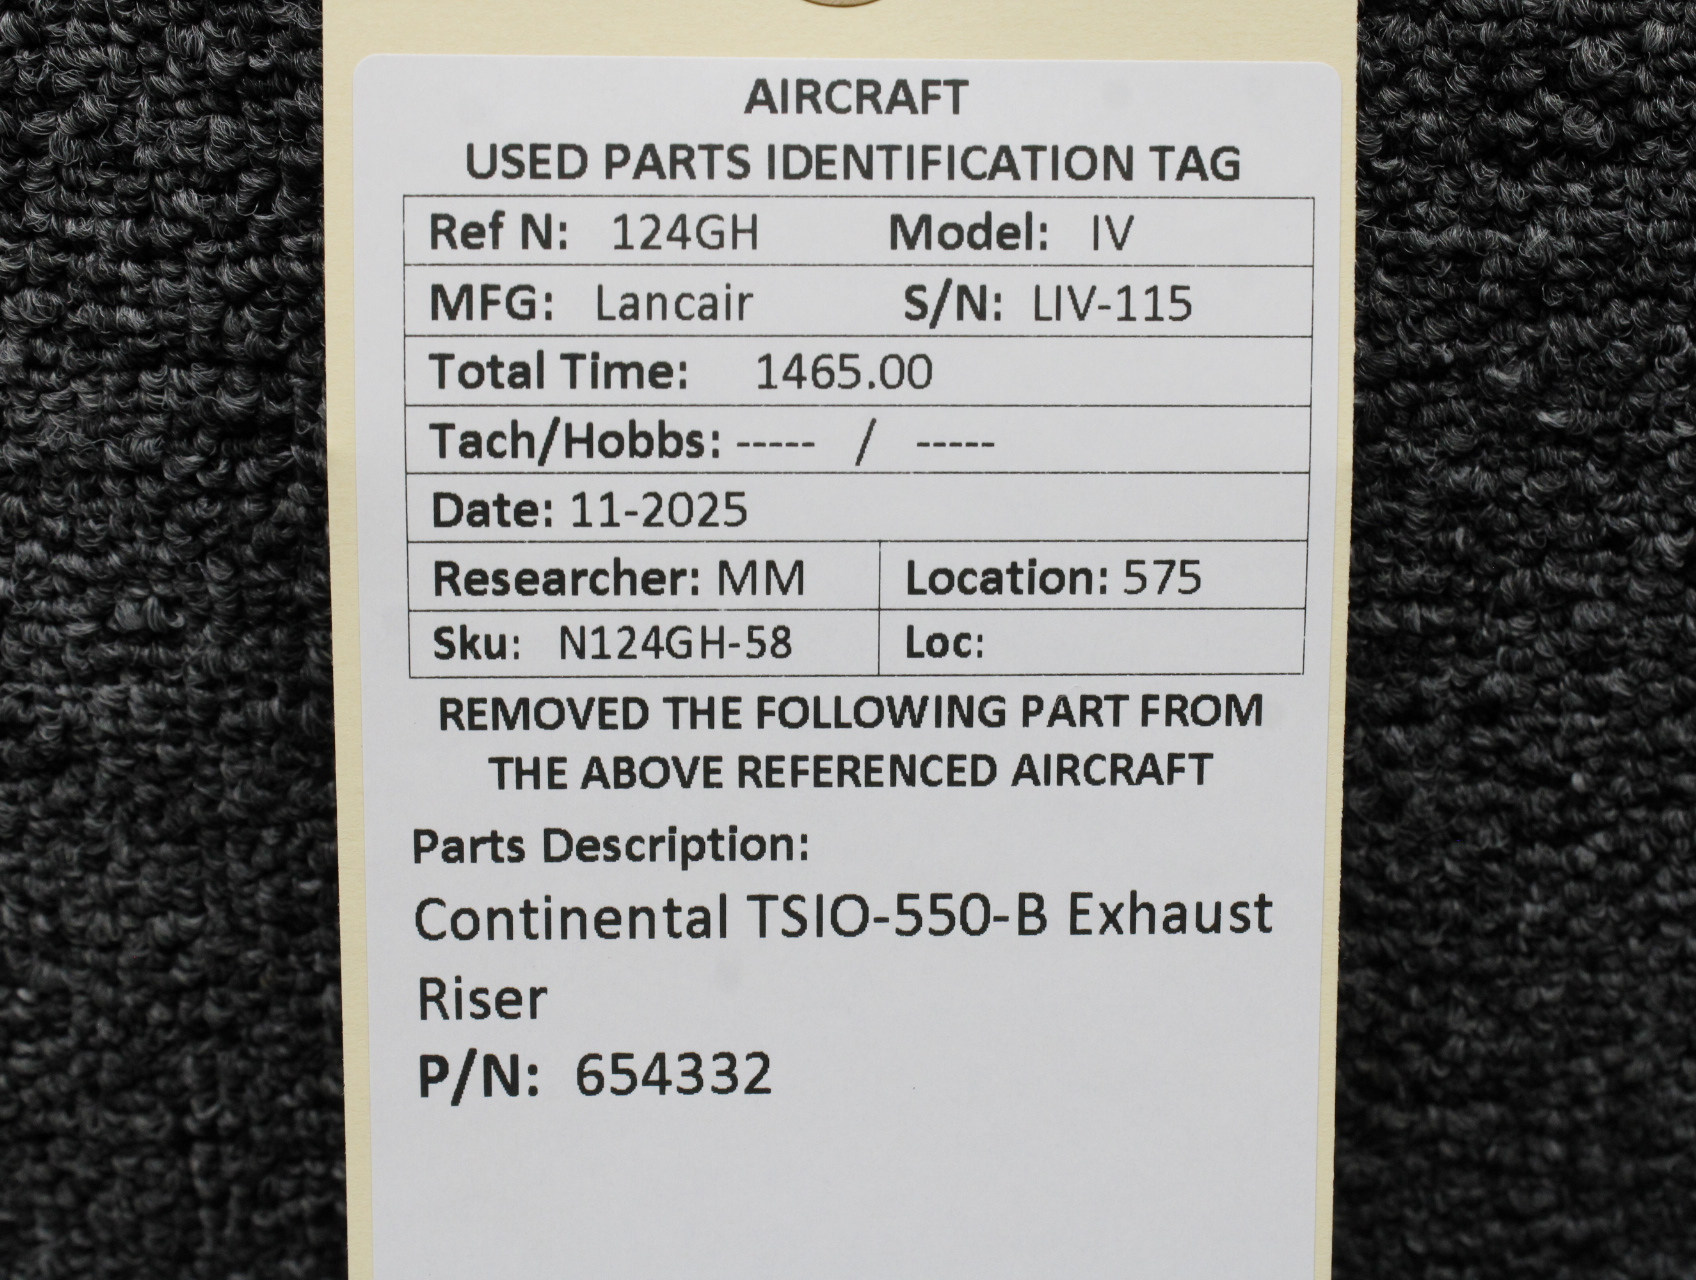 AIRCRAFT
USED PARTS IDENTIFICATION TAG
Ref N: 124GH Model: IV
MFG: Lancair S/N: LIV-115
Total Time: 1465.00
Tach/Hobbs: ----- / -----
Date: 11-2025
Researcher: MM Location: 575
Sku: N124GH-58 Loc:
REMOVED THE FOLLOWING PART FROM
THE ABOVE REFERENCED AIRCRAFT
Parts Description:
Continental TSIO-550-B Exhaust
Riser
P/N: 654332